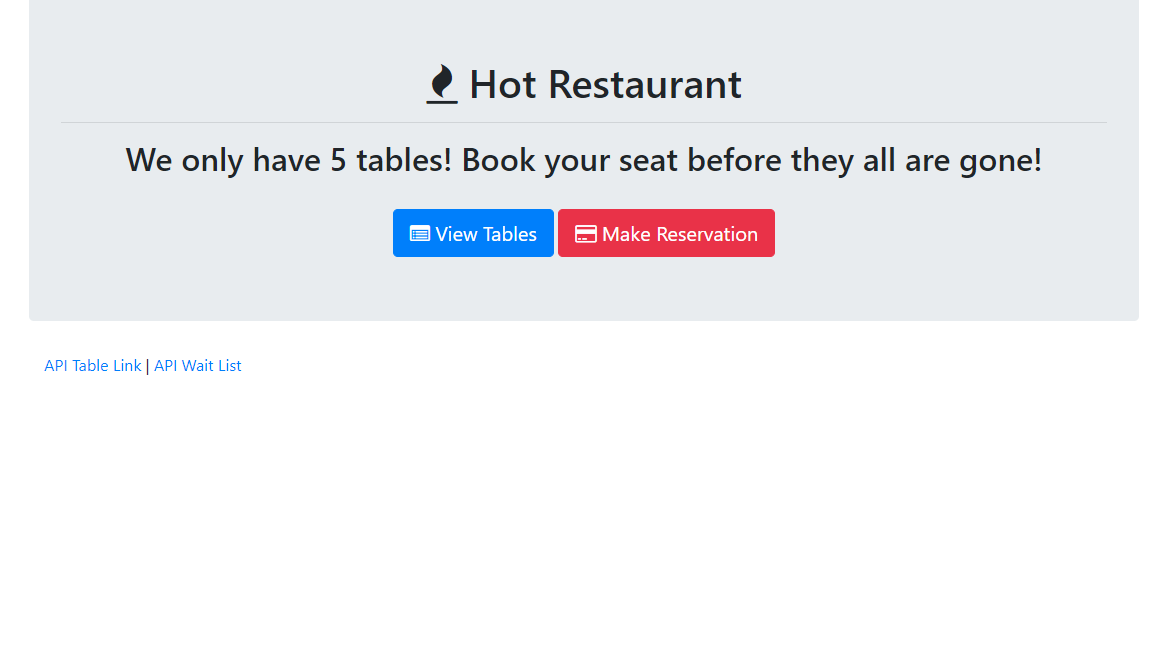 Hot Restaurant
We only have 5 tables! Book your seat before they all are gone!
View Tables Make Reservation
API Table Link | API Wait List